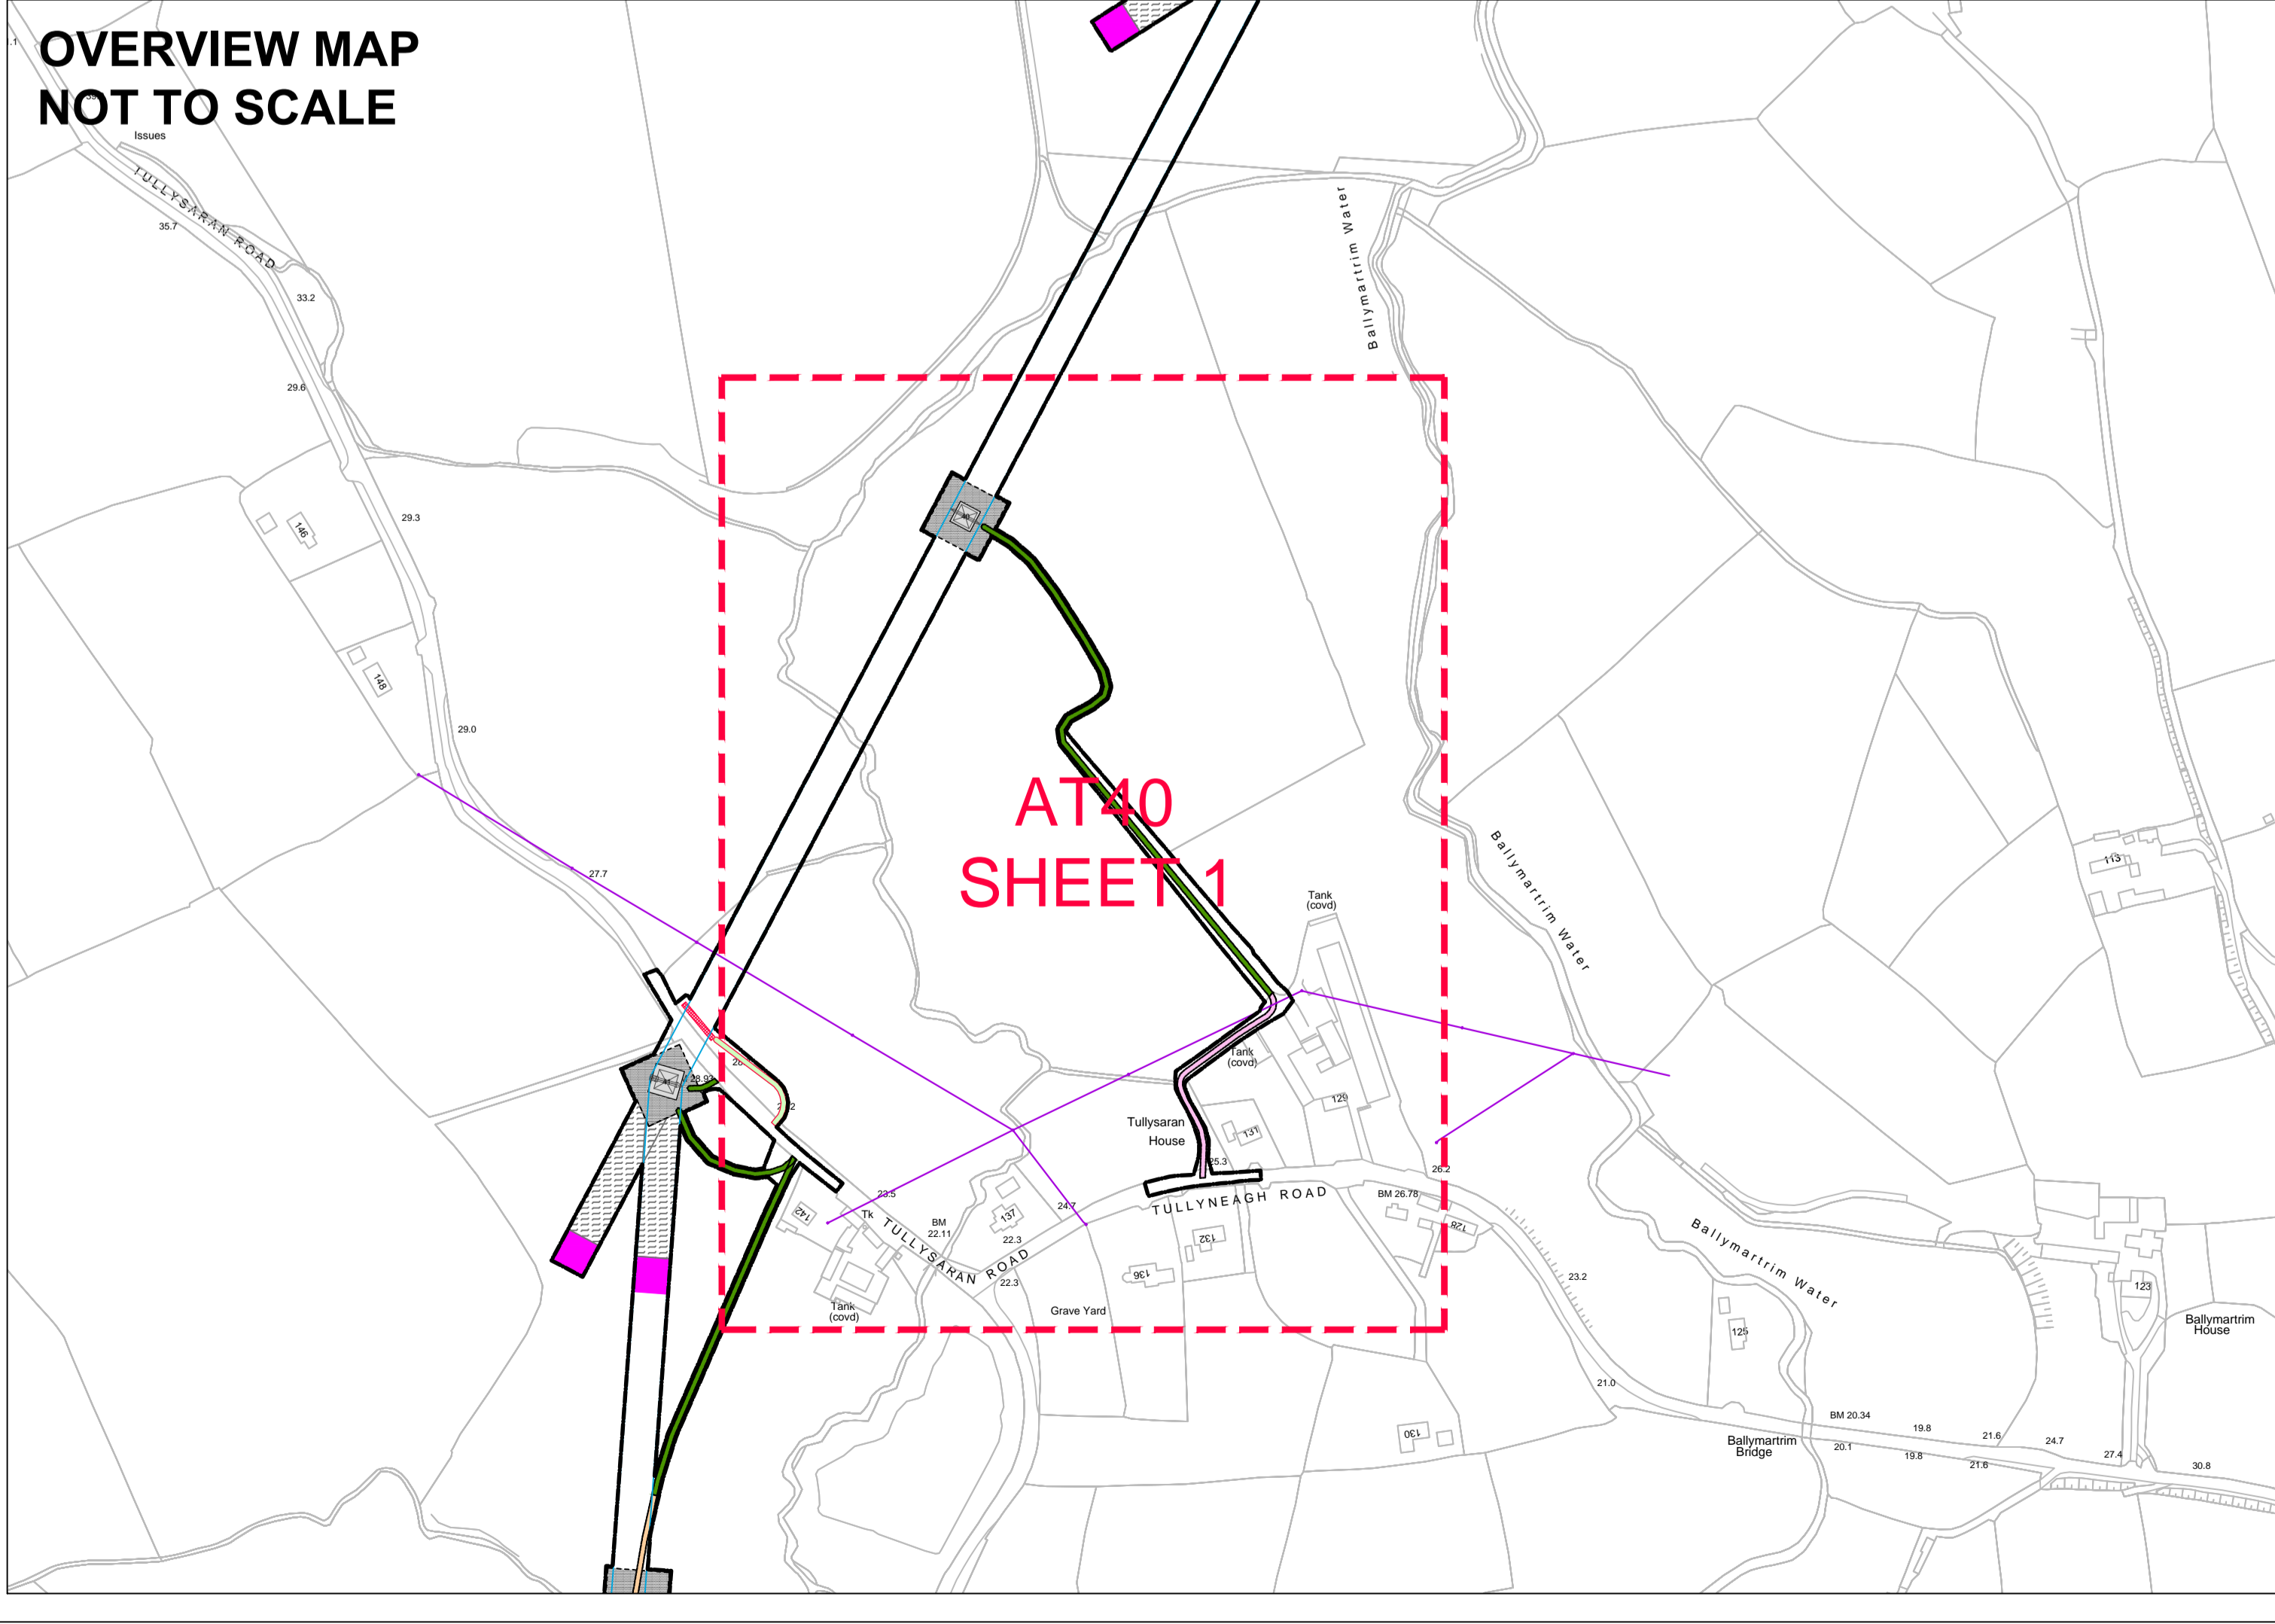 OVERVIEW MAP
NOT TO SCALE
Issues
TULLYSARAN ROAD
35.7
33.2
29.6
29.3
146
148
29.0
27.7
Ballymartrim Water
40
AT40
SHEET 1
Tank
(covd)
Ballymartrim Water
113
Tank
(covd)
129
131
Tullysaran
House
25.3
TULLYNEAGH ROAD
26.2
BM 26.78
128
41
28.93
142
Tk
23.5
TULLYSARAN ROAD
BM
22.11
137
24.7
22.3
22.3
132
136
Grave Yard
Tank
(covd)
23.2
Ballymartrim Water
125
123
Ballymartrim
House
21.0
130
BM 20.34
Ballymartrim
Bridge
20.1
19.8
19.8
21.6
21.6
24.7
27.4
30.8